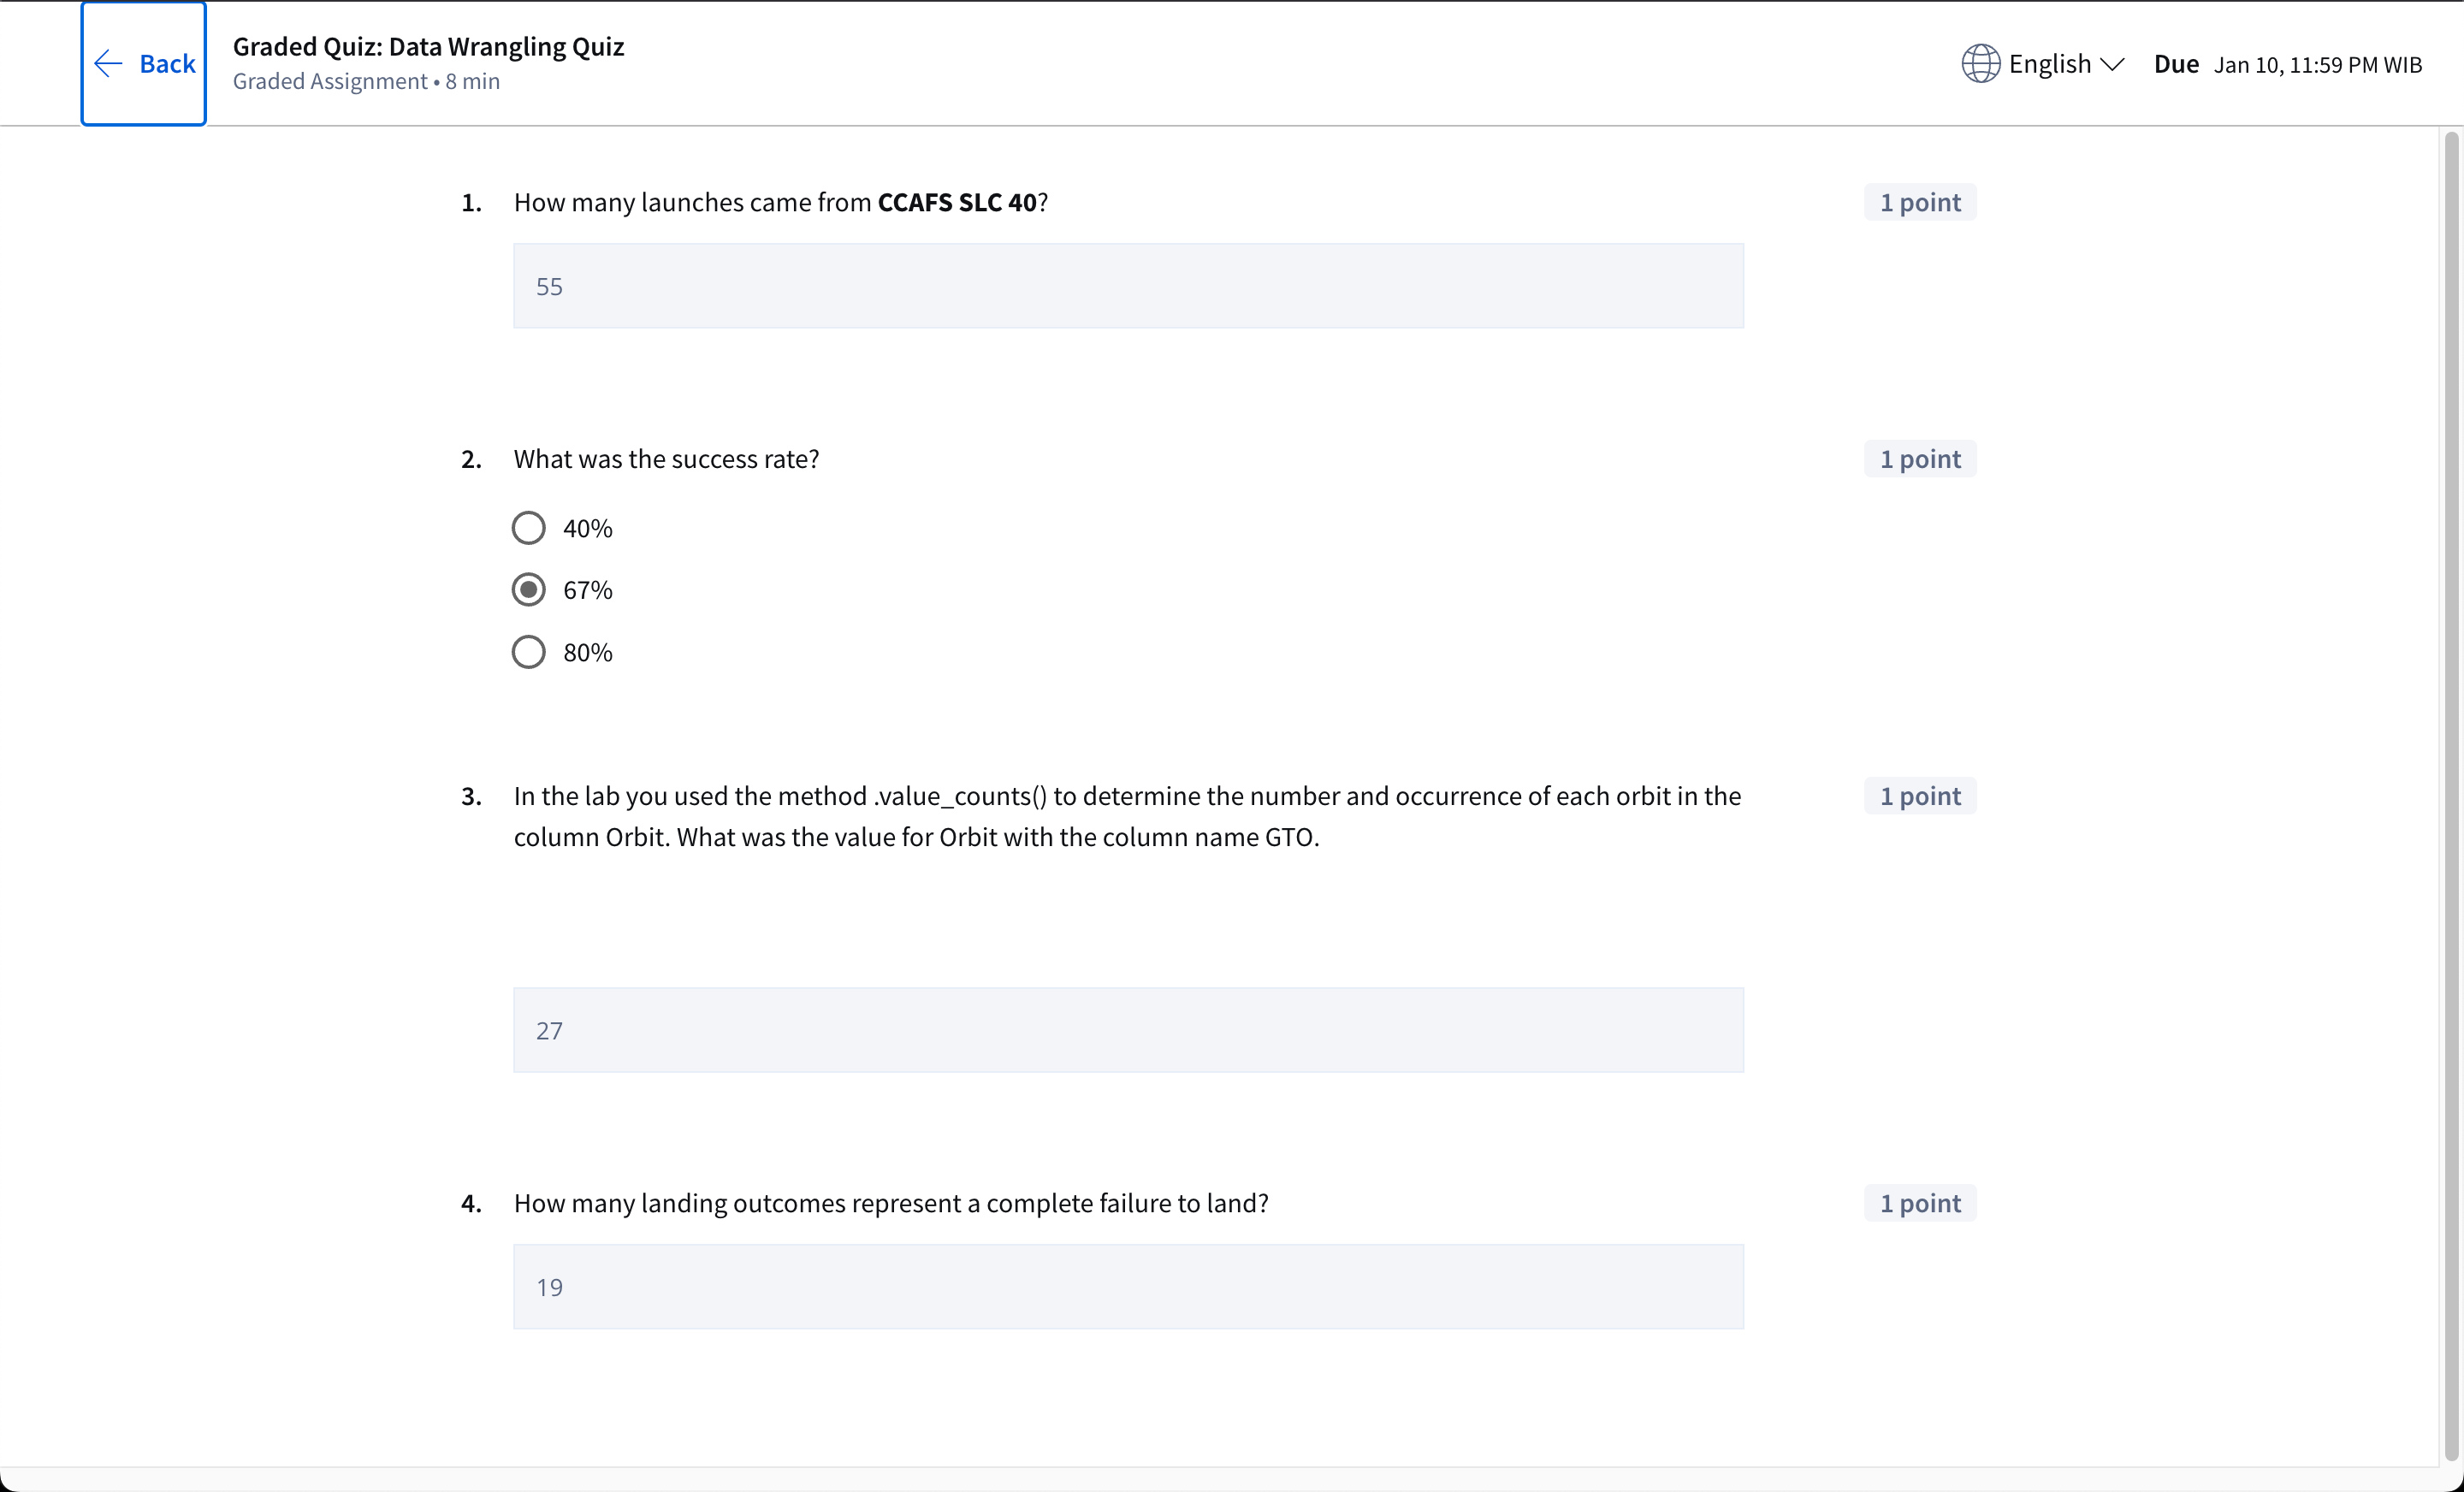 Back
Graded Quiz: Data Wrangling Quiz
Graded Assignment • 8 min
English
Due Jan 10, 11:59 PM WIB
1. How many launches came from CCAFS SLC 40?
1 point
55
2. What was the success rate?
1 point
40%
67%
80%
3. In the lab you used the method .value_counts() to determine the number and occurrence of each orbit in the
column Orbit. What was the value for Orbit with the column name GTO.
1 point
27
4. How many landing outcomes represent a complete failure to land?
1 point
19